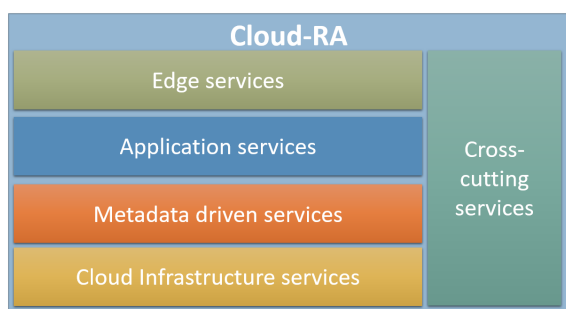 Cloud-RA
Edge services
Application services
Metadata driven services
Cloud Infrastructure services
Cross-
cutting
services